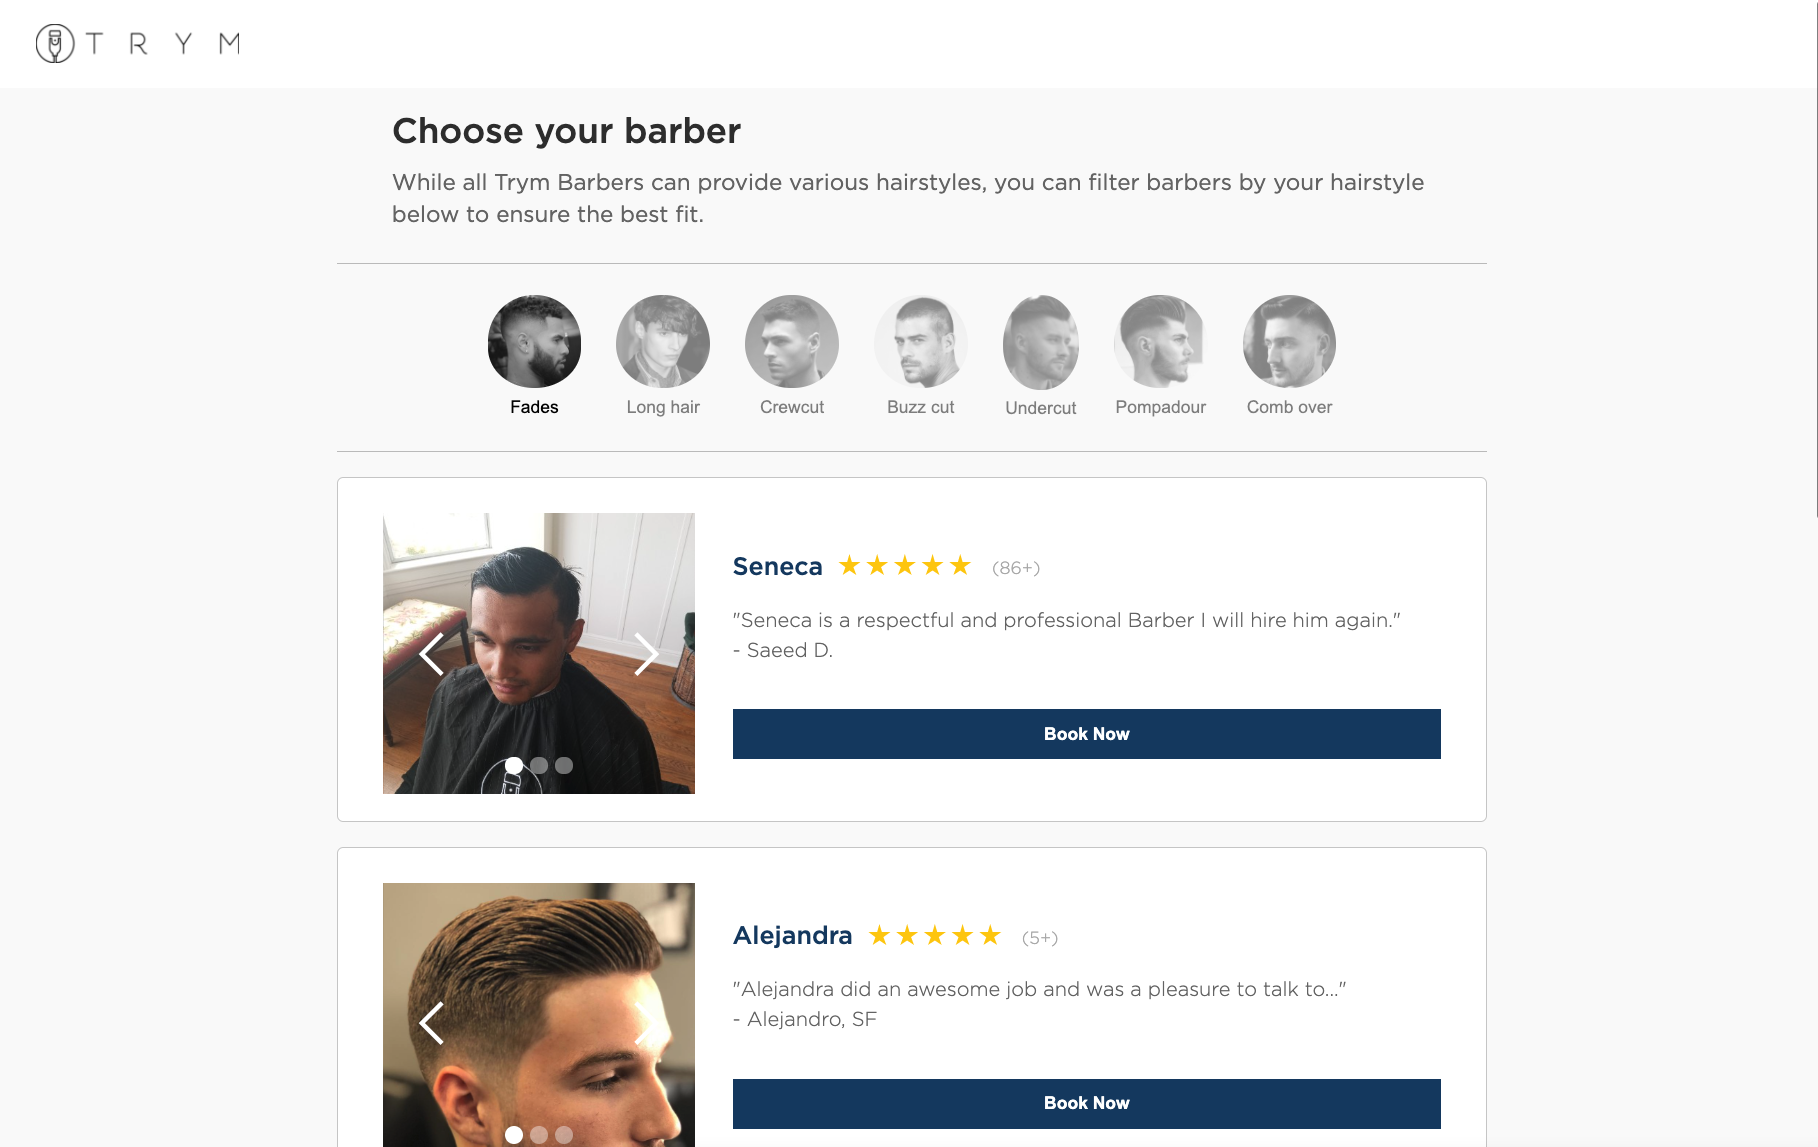 TRYM
Choose your barber
While all Trym Barbers can provide various hairstyles, you can filter barbers by your hairstyle
below to ensure the best fit.
Fades
Long hair
Crewcut
Buzz cut
Undercut
Pompadour
Comb over
Seneca ★★★★★ (86+)
"Seneca is a respectful and professional Barber I will hire him again."
- Saeed D.
Book Now
Alejandra ★★★★★ (5+)
"Alejandra did an awesome job and was a pleasure to talk to..."
- Alejandro, SF
Book Now